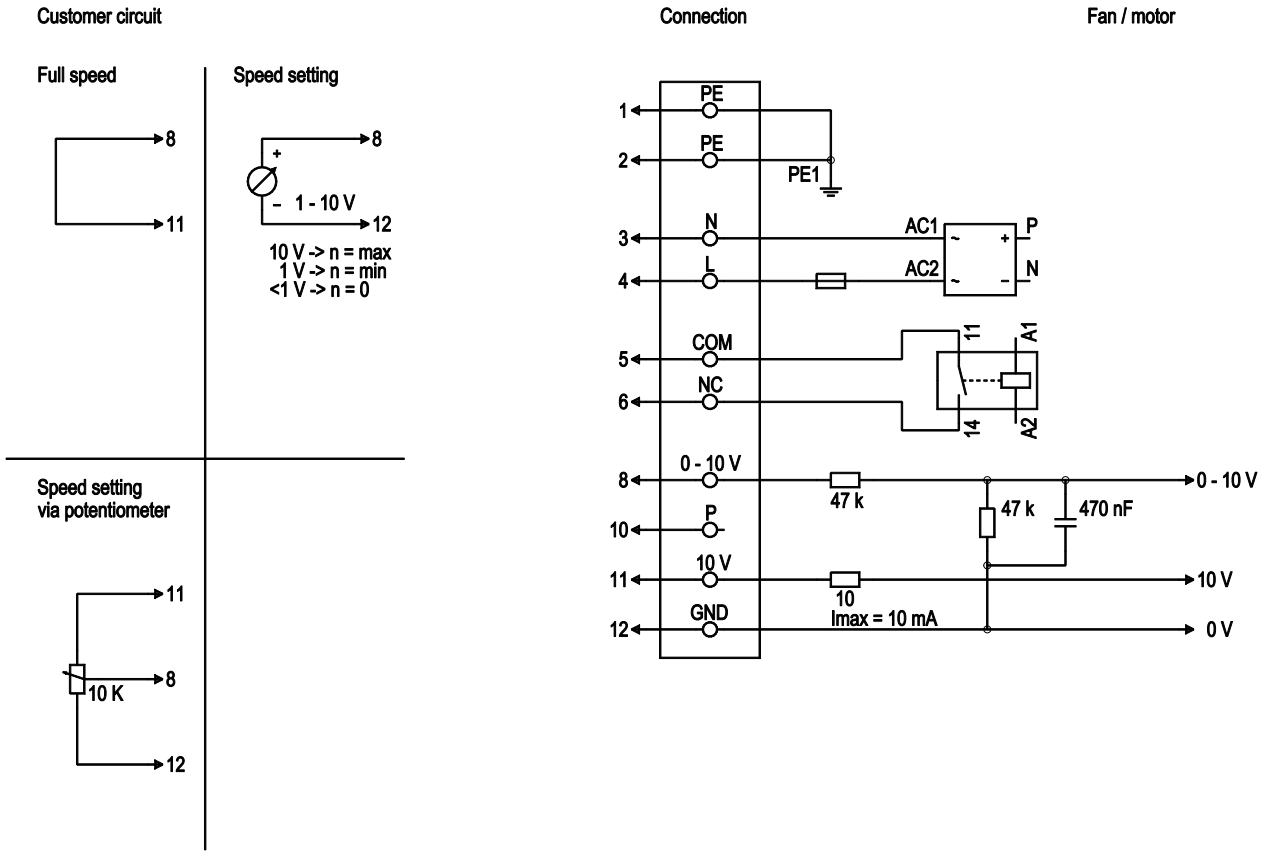 Customer circuit
Connection
Fan / motor
Full speed
8
11
Speed setting
8
+
– 1 - 10 V
12
10 V -> n = max
1 V -> n = min
<1 V -> n = 0
Speed setting
via potentiometer
11
8
10 K
12
PE
1
PE
2
PE1
N
3
AC1
~ + P
L
4
AC2
~ – N
COM
5
11
A1
NC
6
14
A2
0 - 10 V
8
47 k
47 k
470 nF
0 - 10 V
P
10
10 V
11
10
Imax = 10 mA
10 V
GND
12
0 V